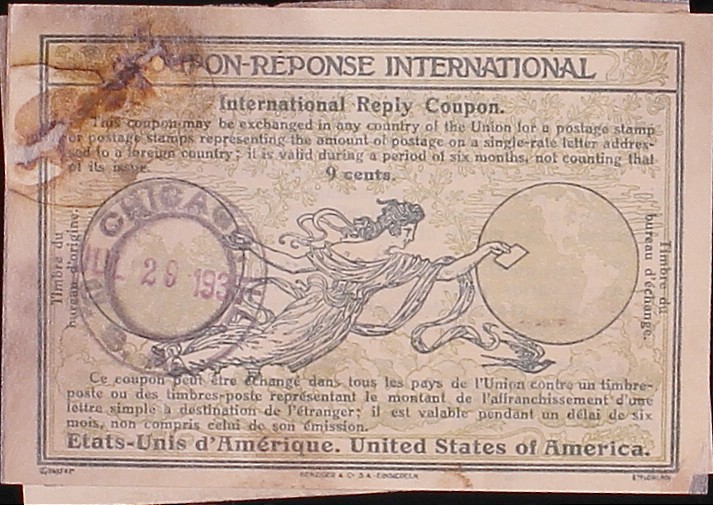 ON-RÉPONSE INTERNATIONAL
International Reply Coupon.
This coupon may be exchanged in any country of the Union for a postage stamp
or postage stamps representing the amount of postage on a single-rate letter addres-
sed to a foreign country; it is valid during a period of six months, not counting that
of its issue.
9 cents.
Timbre du
bureau d'origine.
CHICAGO
JUL 29 193
Timbre du
bureau d'échange.
Ce coupon peut être échangé dans tous les pays de l'Union contre un timbre-
poste ou des timbres-poste représentant le montant de l'affranchissement d'une
lettre simple à destination de l'étranger; il est valable pendant un délai de six
mois, non compris celui de son émission.
Etats-Unis d'Amérique. United States of America.
BENZIGER & Co S.A. EINSIEDELN